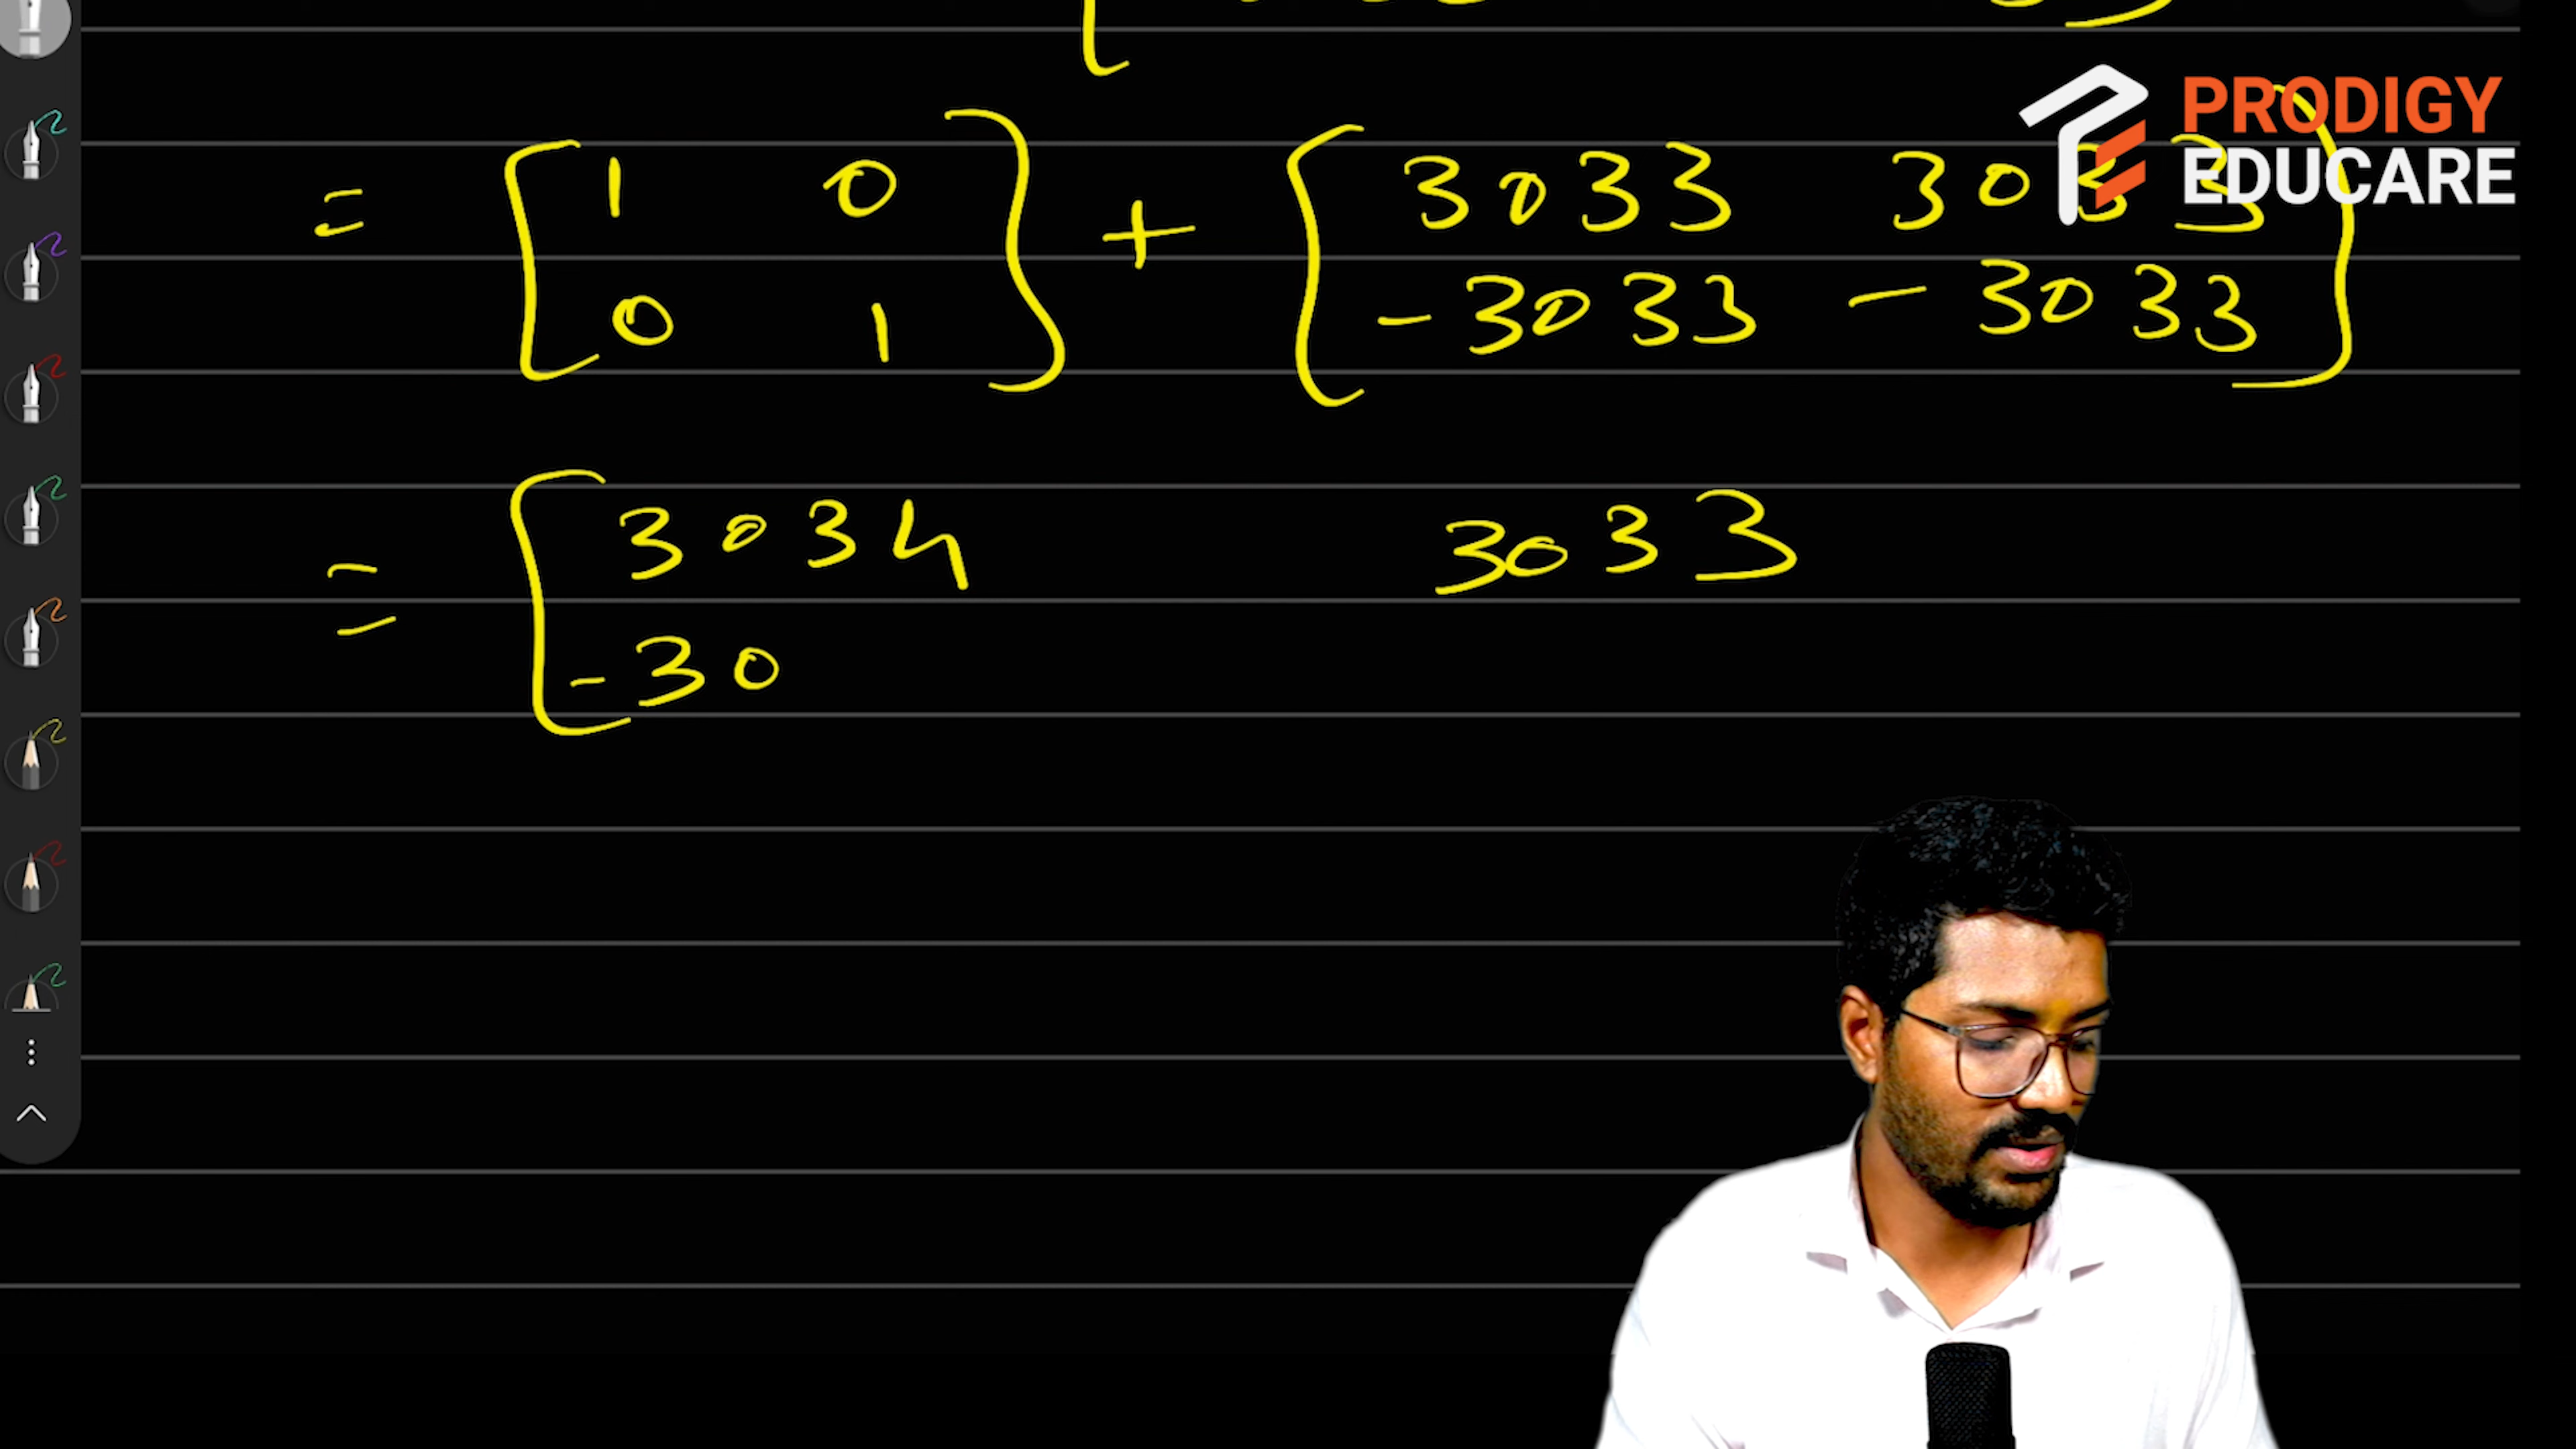 PRODIGY
EDUCARE
= [ 1 0 ] + [ 3033 3033 ]
0 1 -3033 -3033
= [ 3034 3033
-30